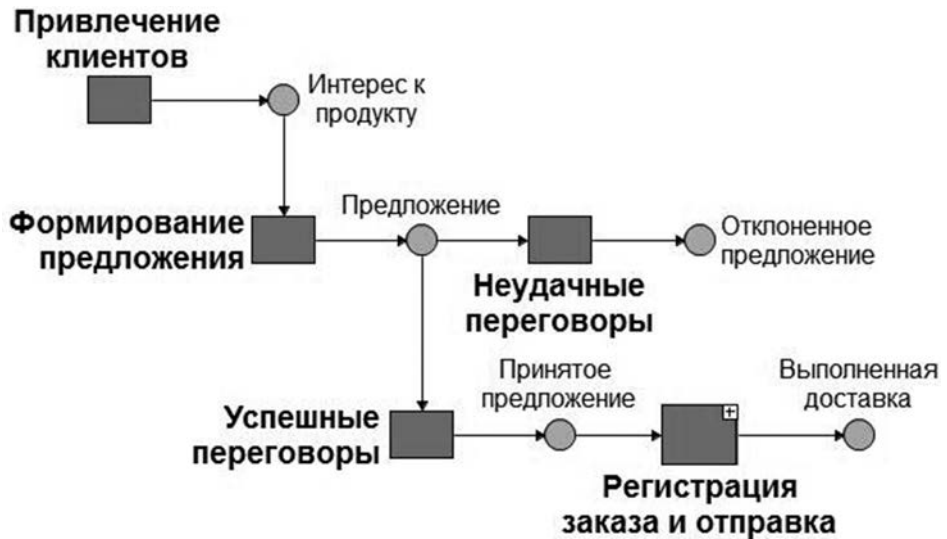 Привлечение
клиентов
Интерес к
продукту
Формирование
предложения
Предложение
Отклоненное
предложение
Неудачные
переговоры
Успешные
переговоры
Принятое
предложение
Выполненная
доставка
Регистрация
заказа и отправка